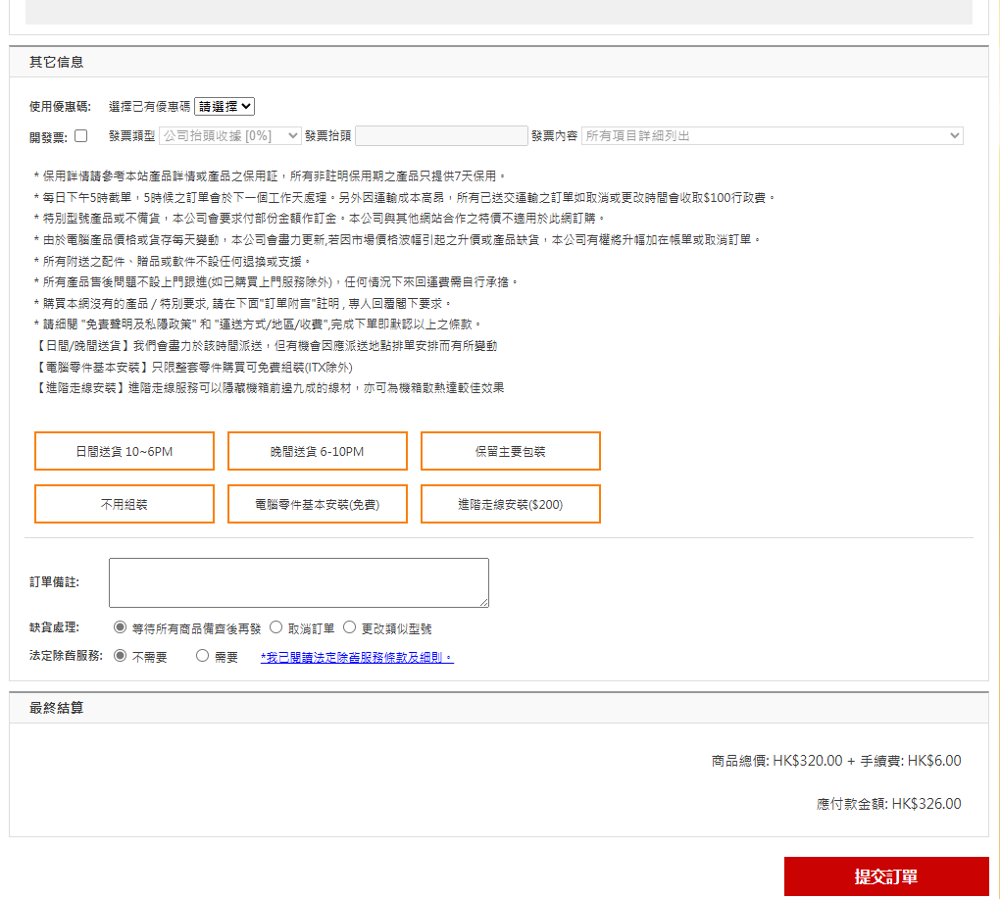 其它信息
使用優惠碼: 選擇已有優惠碼 請選擇
開發票: 發票類型 公司抬頭收據 [0%] 發票抬頭 發票內容 所有項目詳細列出
* 保用詳情請參考本站產品詳情或產品之保用証，所有非註明保用期之產品只提供7天保用。
* 每日下午5時截單，5時候之訂單會於下一個工作天處理。另外因運輸成本高昂，所有已送交運輸之訂單如取消或更改時間會收取$100行政費。
* 特別型號產品或不備貨，本公司會要求付部份金額作訂金。本公司與其他網站合作之特價不適用於此網訂購。
* 由於電腦產品價格或貨存每天變動，本公司會盡力更新,若因市場價格波幅引起之升價或產品缺貨，本公司有權將升幅加在帳單或取消訂單。
* 所有附送之配件、贈品或軟件不設任何退換或支援。
* 所有產品售後問題不設上門跟進(如已購買上門服務除外)，任何情況下來回運費需自行承擔。
* 購買本網沒有的產品 / 特別要求, 請在下面"訂單附言"註明 , 專人回覆閣下要求。
* 請細閱 "免責聲明及私隱政策" 和 "運送方式/地區/收費",完成下單即默認以上之條款。
【日間/晚間送貨】我們會盡力於該時間派送，但有機會因應派送地點排單安排而有所變動
【電腦零件基本安裝】只限整套零件購買可免費組裝(ITX除外)
【進階走線安裝】進階走線服務可以隱藏機箱前邊九成的線材，亦可為機箱散熱達較佳效果
日間送貨 10~6PM 晚間送貨 6-10PM 保留主要包裝
不用組裝 電腦零件基本安裝(免費) 進階走線安裝($200)
訂單備註:
缺貨處理: 等待所有商品備齊後再發 取消訂單 更改類似型號
法定除舊服務: 不需要 需要 *我已閱讀法定除舊服務條款及細則。
最終結算
商品總價: HK$320.00 + 手續費: HK$6.00
應付款金額: HK$326.00
提交訂單